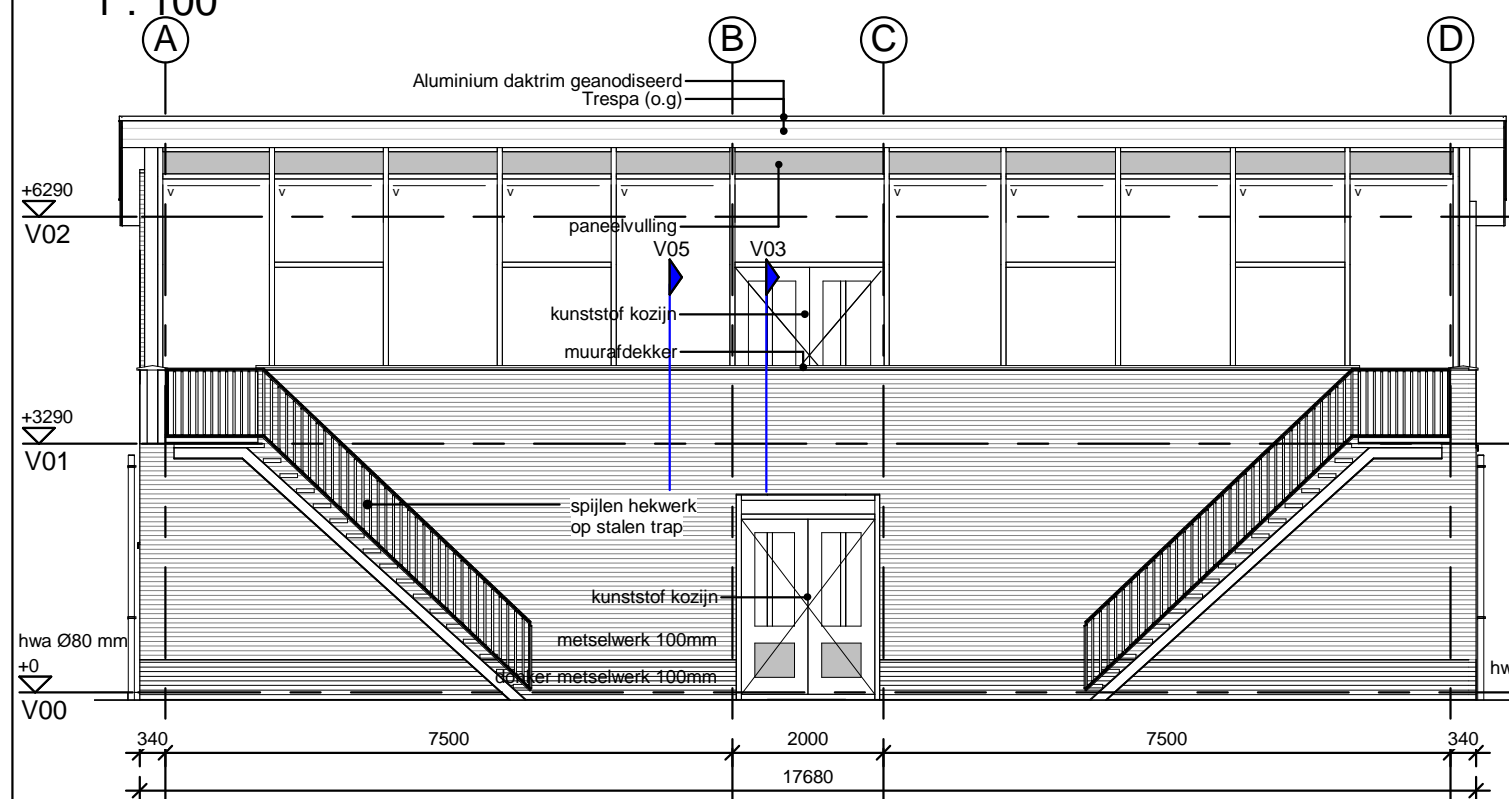 1 : 100
A
B
C
D
Aluminium daktrim geanodiseerd
Trespa (o.g)
+6290
v
v
v
v
v
v
v
v
v
v
V02
paneelvulling
V05
V03
kunststof kozijn
muurafdekker
+3290
V01
spijlen hekwerk
op stalen trap
kunststof kozijn
hwa Ø80 mm
metselwerk 100mm
+0
donker metselwerk 100mm
hw
V00
340
7500
2000
7500
340
17680